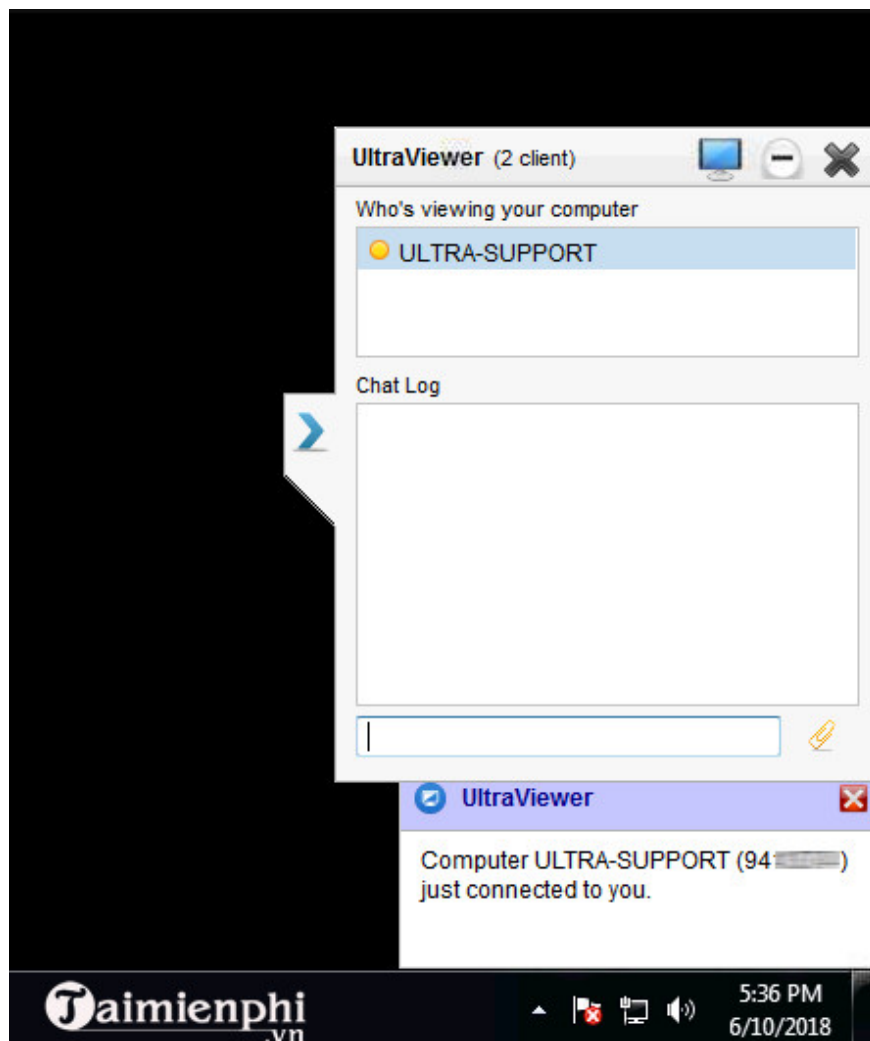 UltraViewer (2 client)
Who's viewing your computer
ULTRA-SUPPORT
Chat Log
UltraViewer
Computer ULTRA-SUPPORT (94 )
just connected to you.
Taimienphi
.vn
5:36 PM
6/10/2018